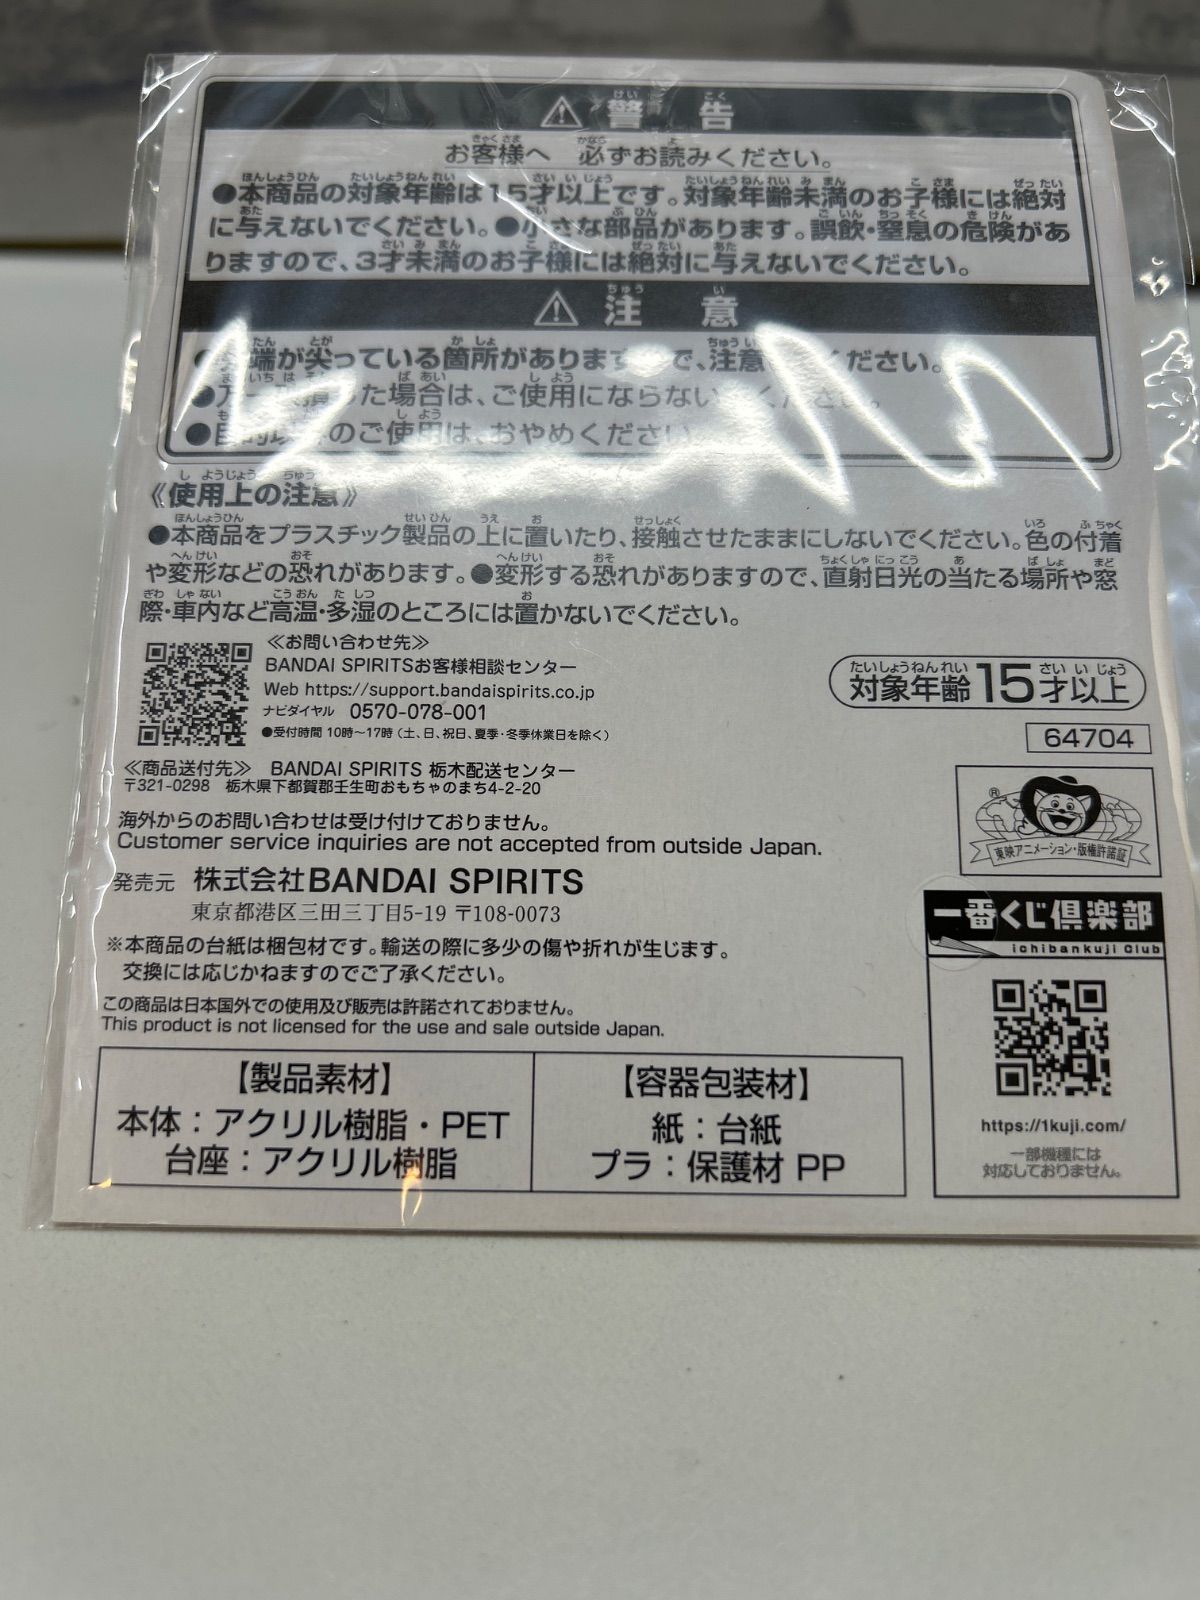 ⚠警告
お客様へ 必ずお読みください。
●本商品の対象年齢は15才以上です。対象年齢未満のお子様には絶対
に与えないでください。●小さな部品があります。誤飲・窒息の危険があ
りますので、3才未満のお子様には絶対に与えないでください。
⚠注意
端が尖っている箇所がありますので、注意 ください。
た場合は、ご使用にならない ください。
●目的以外のご使用は、おやめください
《使用上の注意》
●本商品をプラスチック製品の上に置いたり、接触させたままにしないでください。色の付着
や変形などの恐れがあります。●変形する恐れがありますので、直射日光の当たる場所や窓
際・車内など高温・多湿のところには置かないでください。
≪お問い合わせ先≫
BANDAI SPIRITSお客様相談センター
Web https://support.bandaispirits.co.jp
ナビダイヤル 0570-078-001
●受付時間 10時～17時(土、日、祝日、夏季・冬季休業日を除く)
対象年齢15才以上
64704
≪商品送付先≫ BANDAI SPIRITS 栃木配送センター
〒321-0298 栃木県下都賀郡壬生町おもちゃのまち4-2-20
®
東映アニメーション・版権許諾証
海外からのお問い合わせは受け付けておりません。
Customer service inquiries are not accepted from outside Japan.
発売元 株式会社BANDAI SPIRITS
東京都港区三田三丁目5-19 〒108-0073
※本商品の台紙は梱包材です。輸送の際に多少の傷や折れが生じます。
交換には応じかねますのでご了承ください。
この商品は日本国外での使用及び販売は許諾されておりません。
This product is not licensed for the use and sale outside Japan.
一番くじ倶楽部
ichibankuji Club
https://1kuji.com/
一部機種には
対応しておりません。
【製品素材】
本体：アクリル樹脂・PET
台座：アクリル樹脂
【容器包装材】
紙：台紙
プラ：保護材 PP